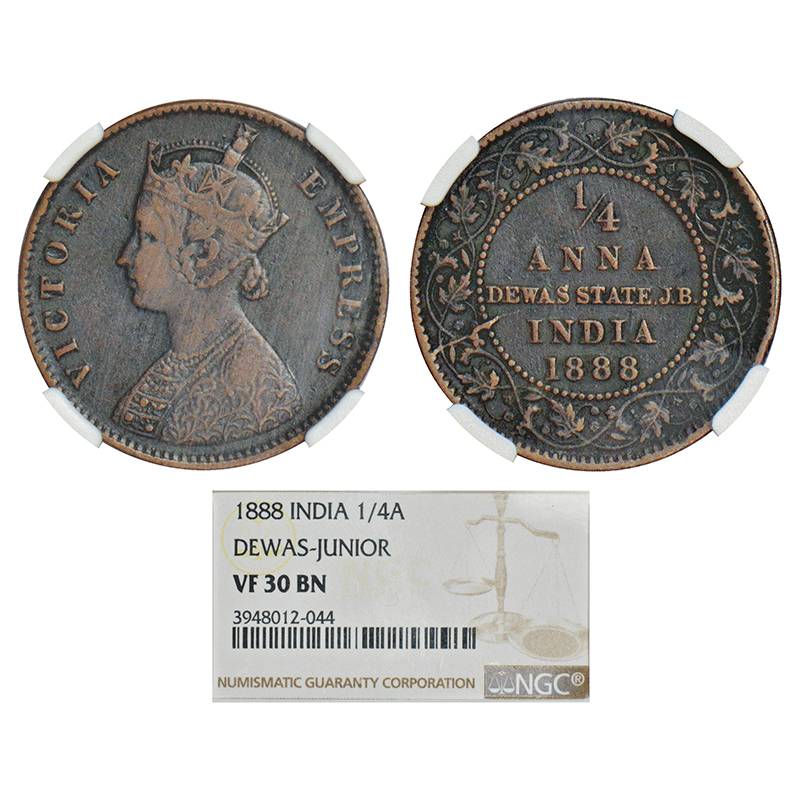 VICTORIA EMPRESS
1/4
ANNA
DEWAS STATE.J.B.
INDIA
1888
1888 INDIA 1/4A
DEWAS-JUNIOR
VF 30 BN
3948012-044
NGC
NUMISMATIC GUARANTY CORPORATION NGC®